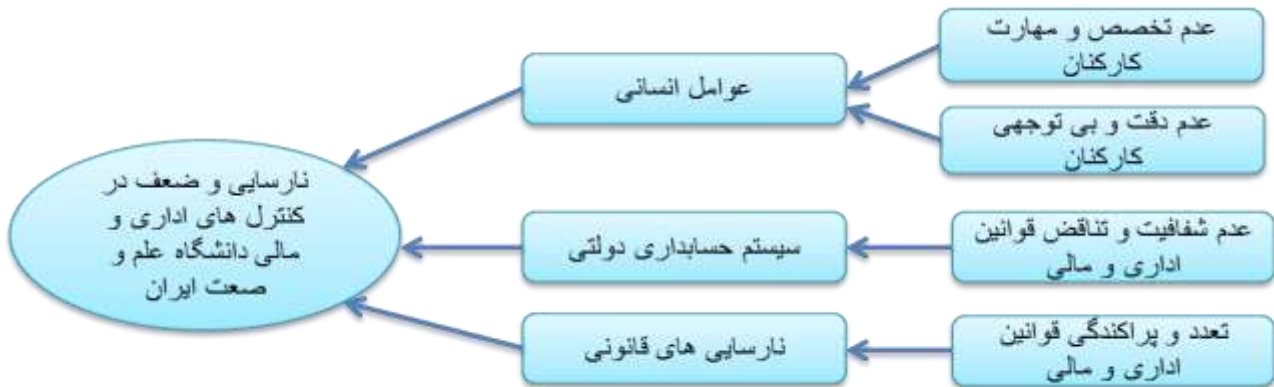 عدم تخصص و مهارت
کارکنان
عوامل انسانی
عدم دقت و بی توجهی
کارکنان
نارسایی و ضعف در
کنترل های اداری و
مالی دانشگاه علم و
صعت ایران
سیستم حسابداری دولتی
عدم شفافیت و تناقض قوانین
اداری و مالی
نارسایی های قانونی
تعدد و پراکندگی قوانین
اداری و مالی